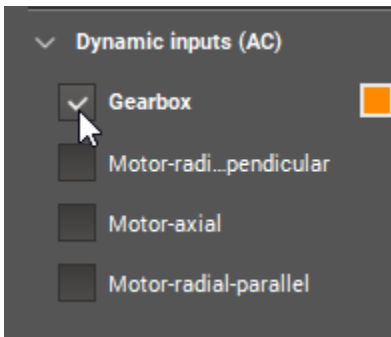 Dynamic inputs (AC)
Gearbox
Motor-radi...pendicular
Motor-axial
Motor-radial-parallel